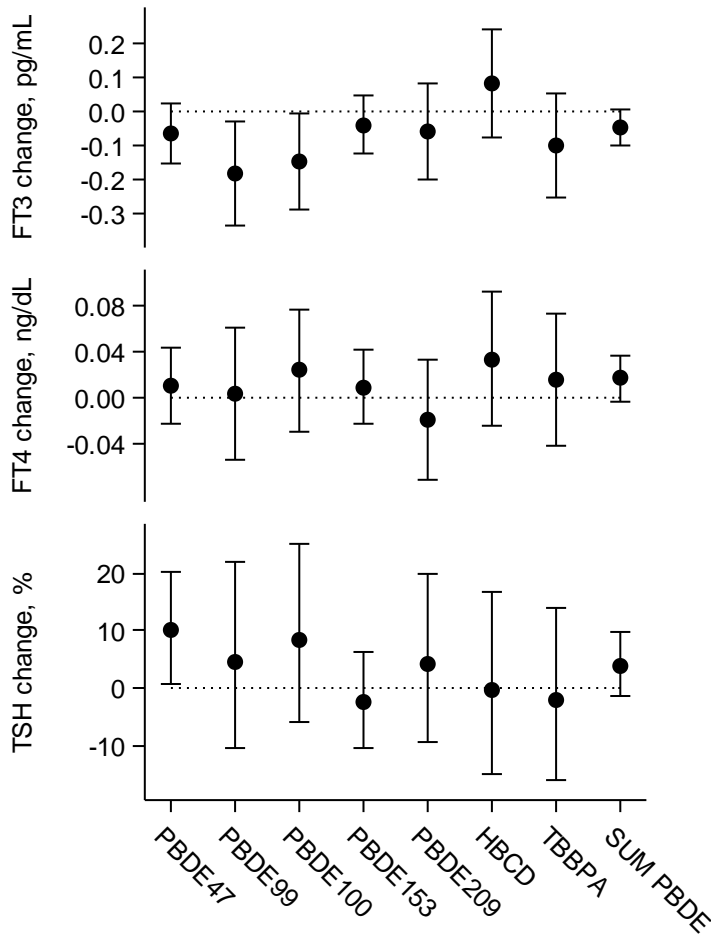 FT3 change, pg/mL
0.2
0.1
0.0
-0.1
-0.2
-0.3
FT4 change, ng/dL
0.08
0.04
0.00
-0.04
TSH change, %
20
10
0
-10
PBDE47
PBDE99
PBDE100
PBDE153
PBDE209
HBCD
TBBPA
SUM PBDE